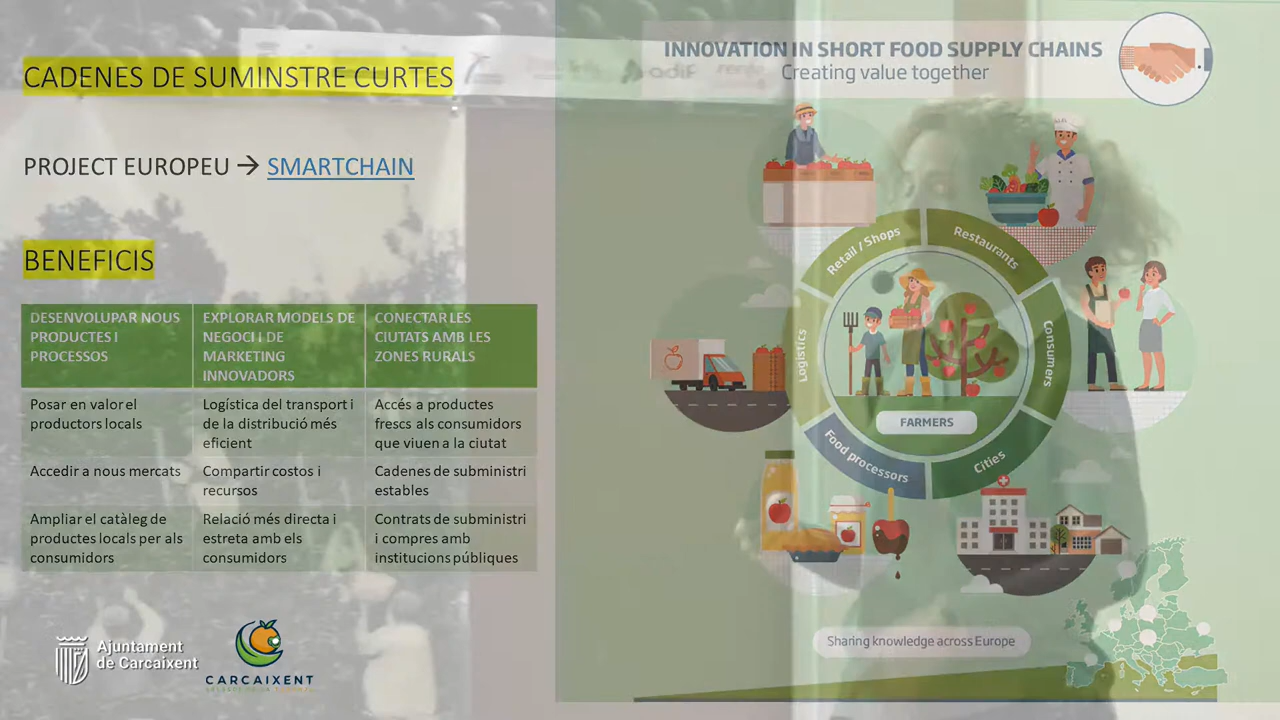 CADENES DE SUMINSTRE CURTES
PROJECT EUROPEU → SMARTCHAIN
BENEFICIS
DESENVOLUPAR NOUS
PRODUCTES I
PROCESSOS
EXPLORAR MODELS DE
NEGOCI I DE
MARKETING
INNOVADORS
CONECTAR LES
CIUTATS AMB LES
ZONES RURALS
Posar en valor el
productors locals
Logística del transport i
de la distribució més
eficient
Accés a productes
frescs als consumidors
que viuen a la ciutat
Accedir a nous mercats
Compartir costos i
recursos
Cadenes de subministri
estables
Ampliar el catàleg de
productes locals per als
consumidors
Relació més directa i
estreta amb els
consumidors
Contrats de subministri
i compres amb
institucions públiques
Ajuntament
de Carcaixent
CARCAIXENT
INNOVATION IN SHORT FOOD SUPPLY CHAINS
Creating value together
adif
Retail / Shops
Restaurants
Logistics
Consumers
FARMERS
Food processors
Cities
Sharing knowledge across Europe